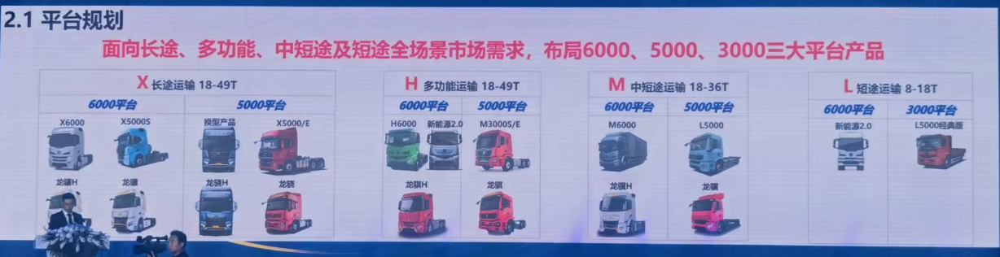 2.1 平台规划
面向长途、多功能、中短途及短途全场景市场需求，布局6000、5000、3000三大平台产品
X 长途运输 18-49T
6000平台 5000平台
X6000 X5000S 换型产品 X5000/E
龙骧H 龙骧 龙骁H 龙骁
H 多功能运输 18-49T
6000平台 5000平台
H6000 新能源2.0 M3000S/E
龙骐H 龙骐
M 中短途运输 18-36T
6000平台 5000平台
M6000 L5000
龙骥H 龙骥
L 短途运输 8-18T
6000平台 3000平台
新能源2.0 L5000经典版